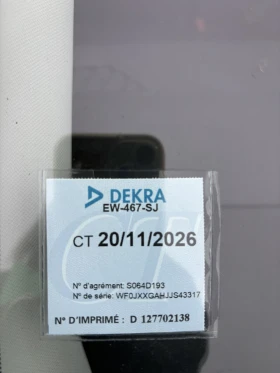 DEKRA
EW-467-SJ
CT 20/11/2026
N° d'agrément: S064D193
N° de série: WF0JXXGAHJJS43317
N° D'IMPRIMÉ : D 127702138